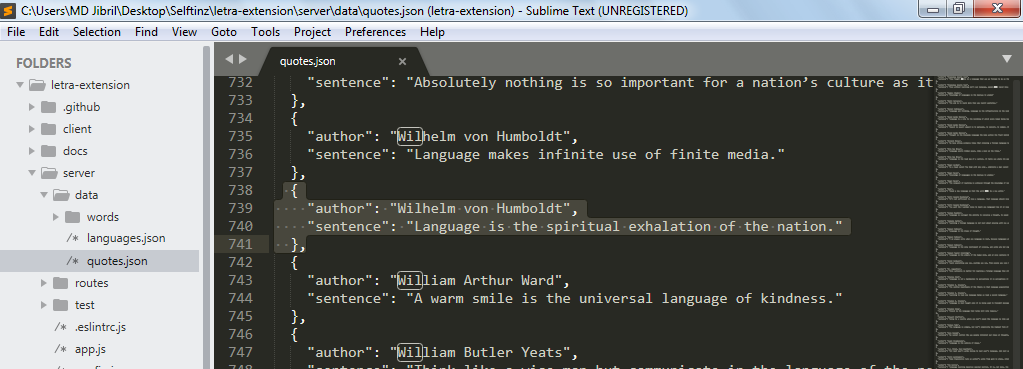 C:\Users\MD Jibril\Desktop\Selftinz\letra-extension\server\data\quotes.json (letra-extension) - Sublime Text (UNREGISTERED)
File Edit Selection Find View Goto Tools Project Preferences Help
FOLDERS
letra-extension
.github
client
docs
server
data
words
/* languages.json
/* quotes.json
routes
test
/* .eslintrc.js
/* app.js
quotes.json
732 "sentence": "Absolutely nothing is so important for a nation’s culture as it
733 },
734 {
735 "author": "Wilhelm von Humboldt",
736 "sentence": "Language makes infinite use of finite media."
737 },
738 {
739 "author": "Wilhelm von Humboldt",
740 "sentence": "Language is the spiritual exhalation of the nation."
741 },
742 {
743 "author": "William Arthur Ward",
744 "sentence": "A warm smile is the universal language of kindness."
745 },
746 {
747 "author": "William Butler Yeats",